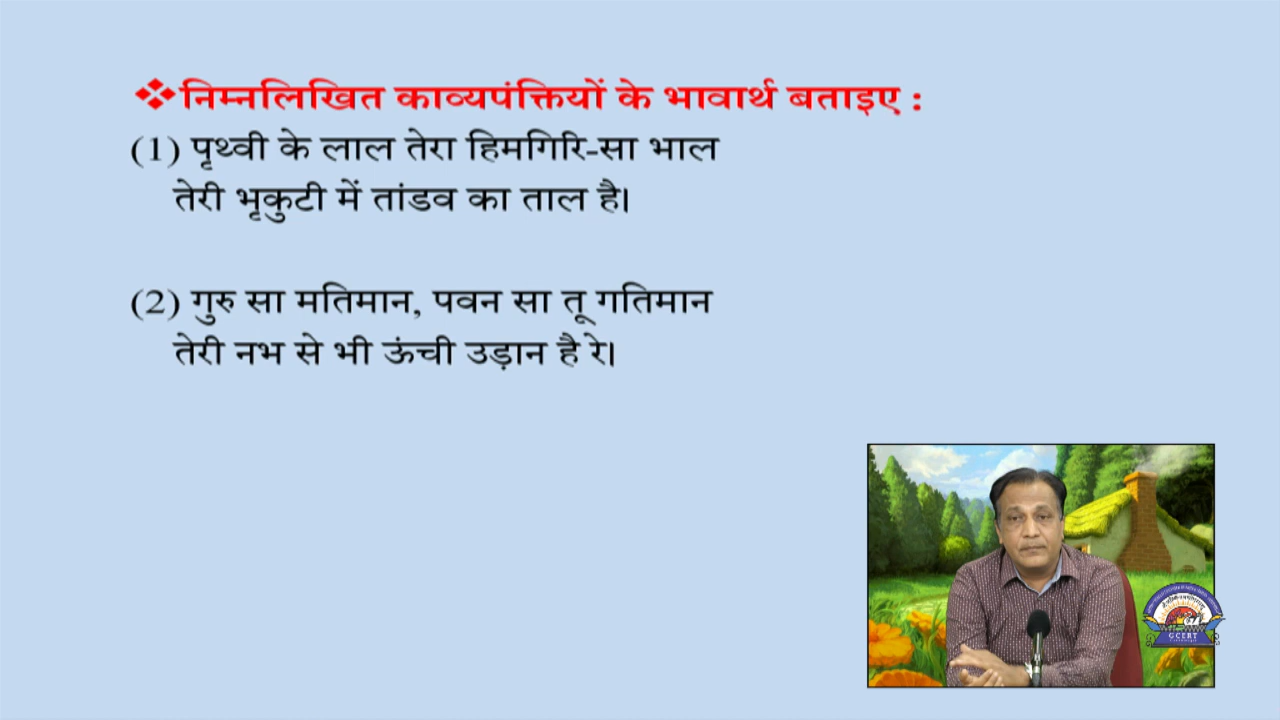 ❖निम्नलिखित काव्यपंक्तियों के भावार्थ बताइए :
(1) पृथ्वी के लाल तेरा हिमगिरि-सा भाल
तेरी भृकुटी में तांडव का ताल है।
(2) गुरु सा मतिमान, पवन सा तू गतिमान
तेरी नभ से भी ऊंची उड़ान है रे।
GCERT